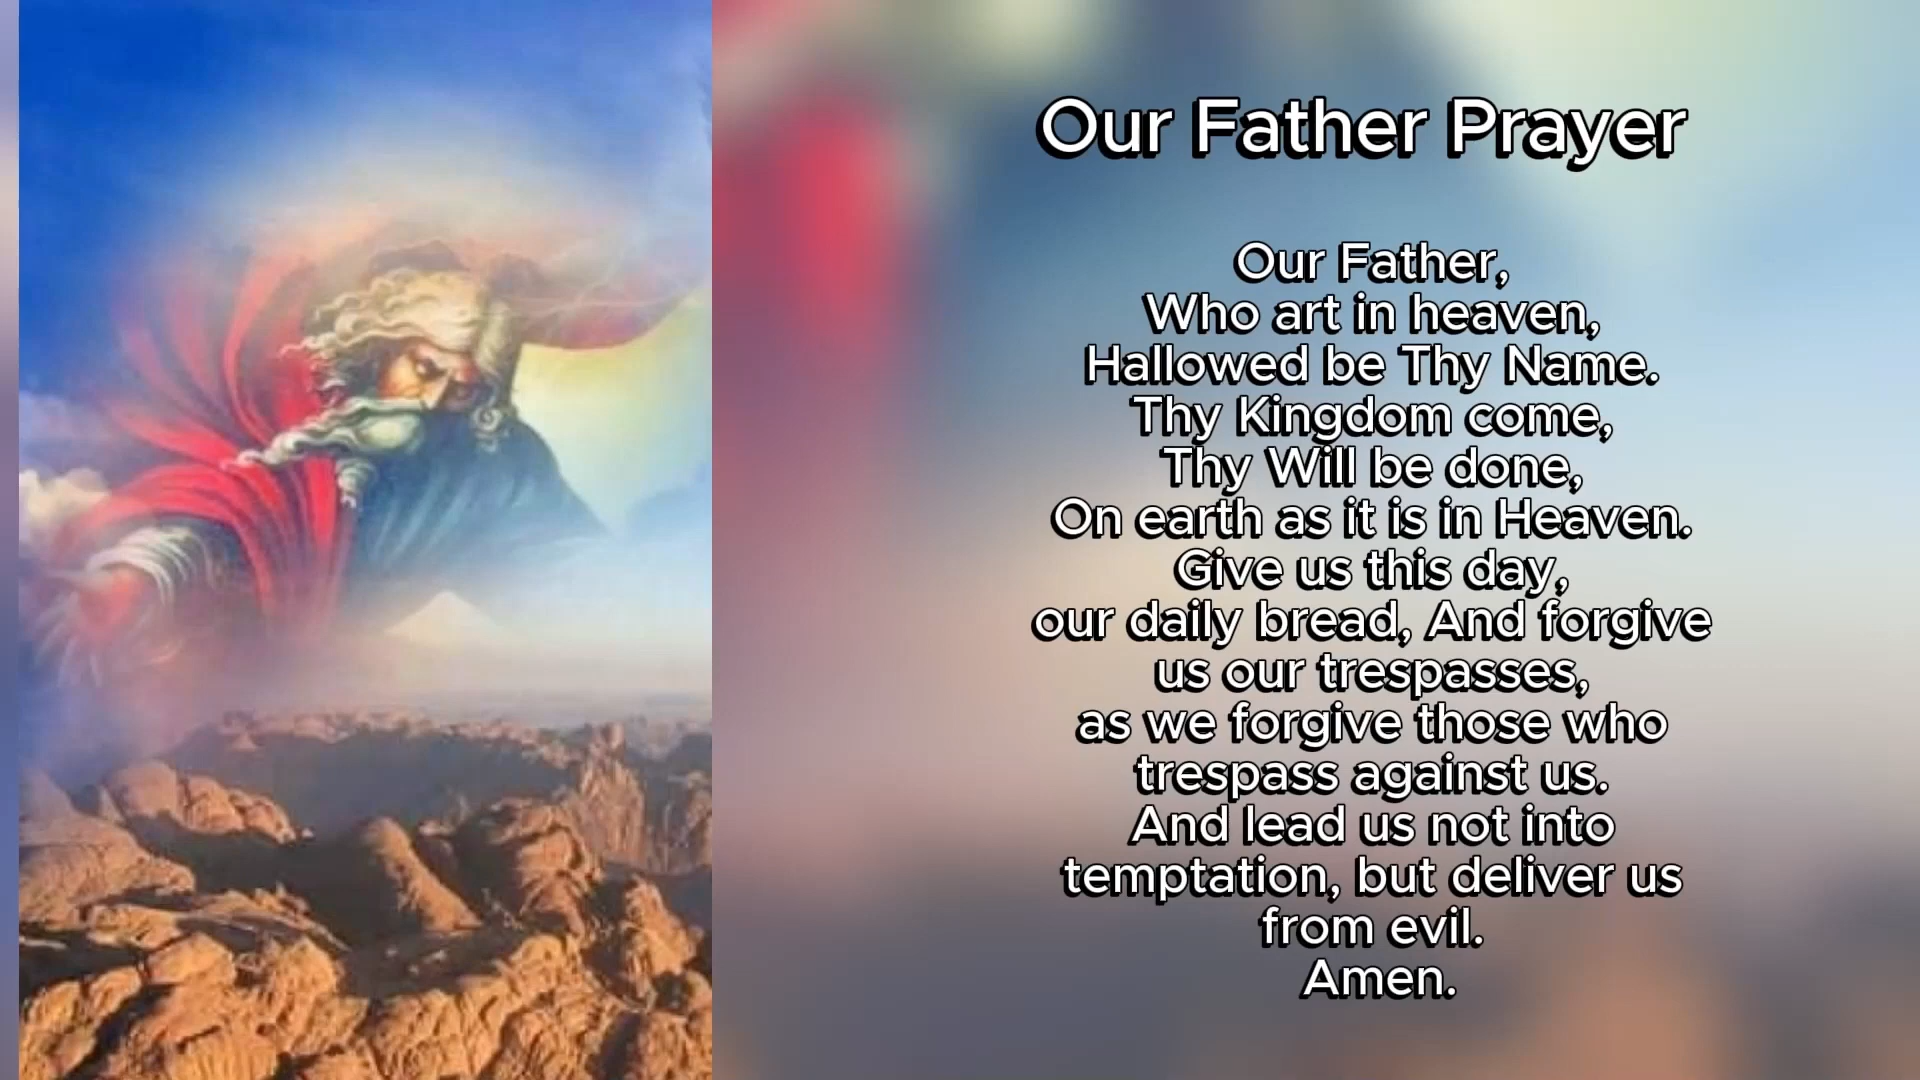 Our Father Prayer
Our Father,
Who art in heaven,
Hallowed be Thy Name.
Thy Kingdom come,
Thy Will be done,
On earth as it is in Heaven.
Give us this day,
our daily bread, And forgive
us our trespasses,
as we forgive those who
trespass against us.
And lead us not into
temptation, but deliver us
from evil.
Amen.